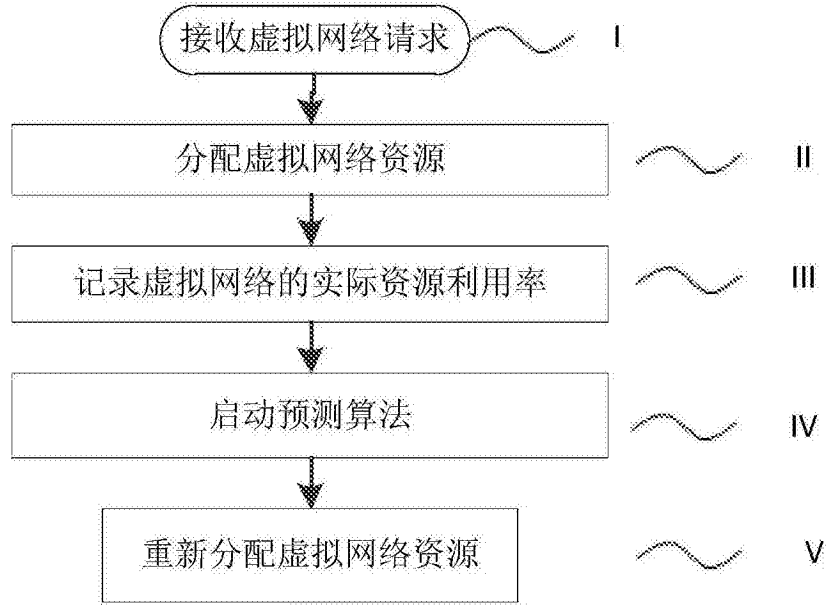 接收虚拟网络请求 I
分配虚拟网络资源 II
记录虚拟网络的实际资源利用率 III
启动预测算法 IV
重新分配虚拟网络资源 V